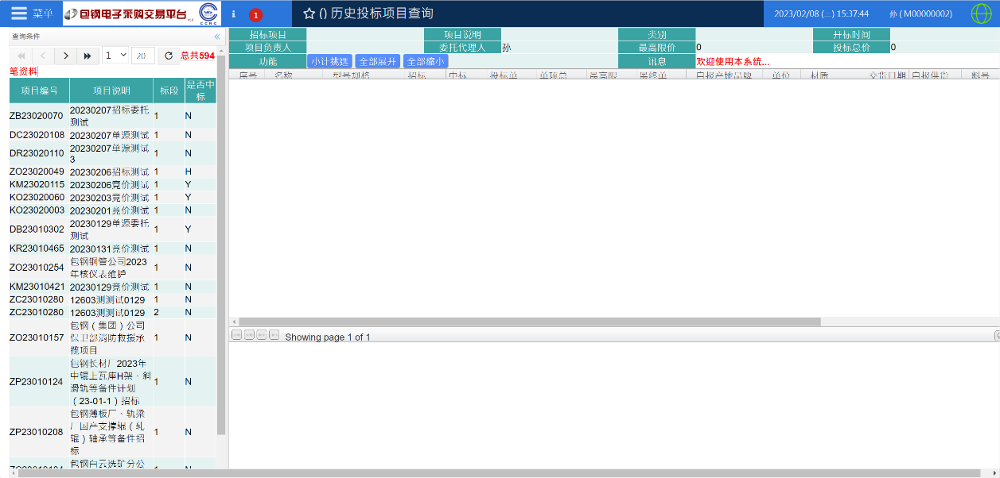 菜单 包钢电子采购交易平台 CCRC i 1 () 历史投标项目查询 2023/02/08 (二) 15:37:44 孙 ( M00000002)
查询条件
1 20 总共594
笔资料
项目编号 项目说明 标段 是否中
标
ZB23020070 20230207招标委托
测试 1 N
DC23020108 20230207单源测试 1 N
DR23020110 20230207单源测试
3 1 N
ZO23020049 20230206招标测试 1 H
KM23020115 20230206竞价测试 1 Y
KO23020060 20230203竞价测试 1 Y
KO23020003 20230201竞价测试 1 N
DB23010302 20230129单源委托
测试 1 Y
KR23010465 20230131竞价测试 1 N
ZO23010254 包钢钢管公司2023
年核仪表维护 1 N
KM23010421 20230129竞价测试 1 N
ZC23010280 12603测测试0129 1 N
ZC23010280 12603测测试0129 2 N
ZO23010157 包钢（集团）公司
保卫部消防救援承
揽项目 1 N
ZP23010124 包钢长材厂2023年
中辊上瓦座H架、斜
滑轨等备件计划
（23-01-1）招标 1 N
ZP23010208 包钢薄板厂、轨梁
厂国产支撑辊（轧
辊）轴承等备件招
标 1 N
包钢白云选矿分公
招标项目 项目说明 类别 开标时间
项目负责人 委托代理人 孙 最高限价 0 投标总价 0
功能 小计挑选 全部展开 全部缩小 讯息 欢迎使用本系统...
序号 名称 型号规格 招标 中标 投标单 单项总 最高限 最终单 自报产地品牌 单位 材质 交货日期 自报供货 料号
Showing page 1 of 1